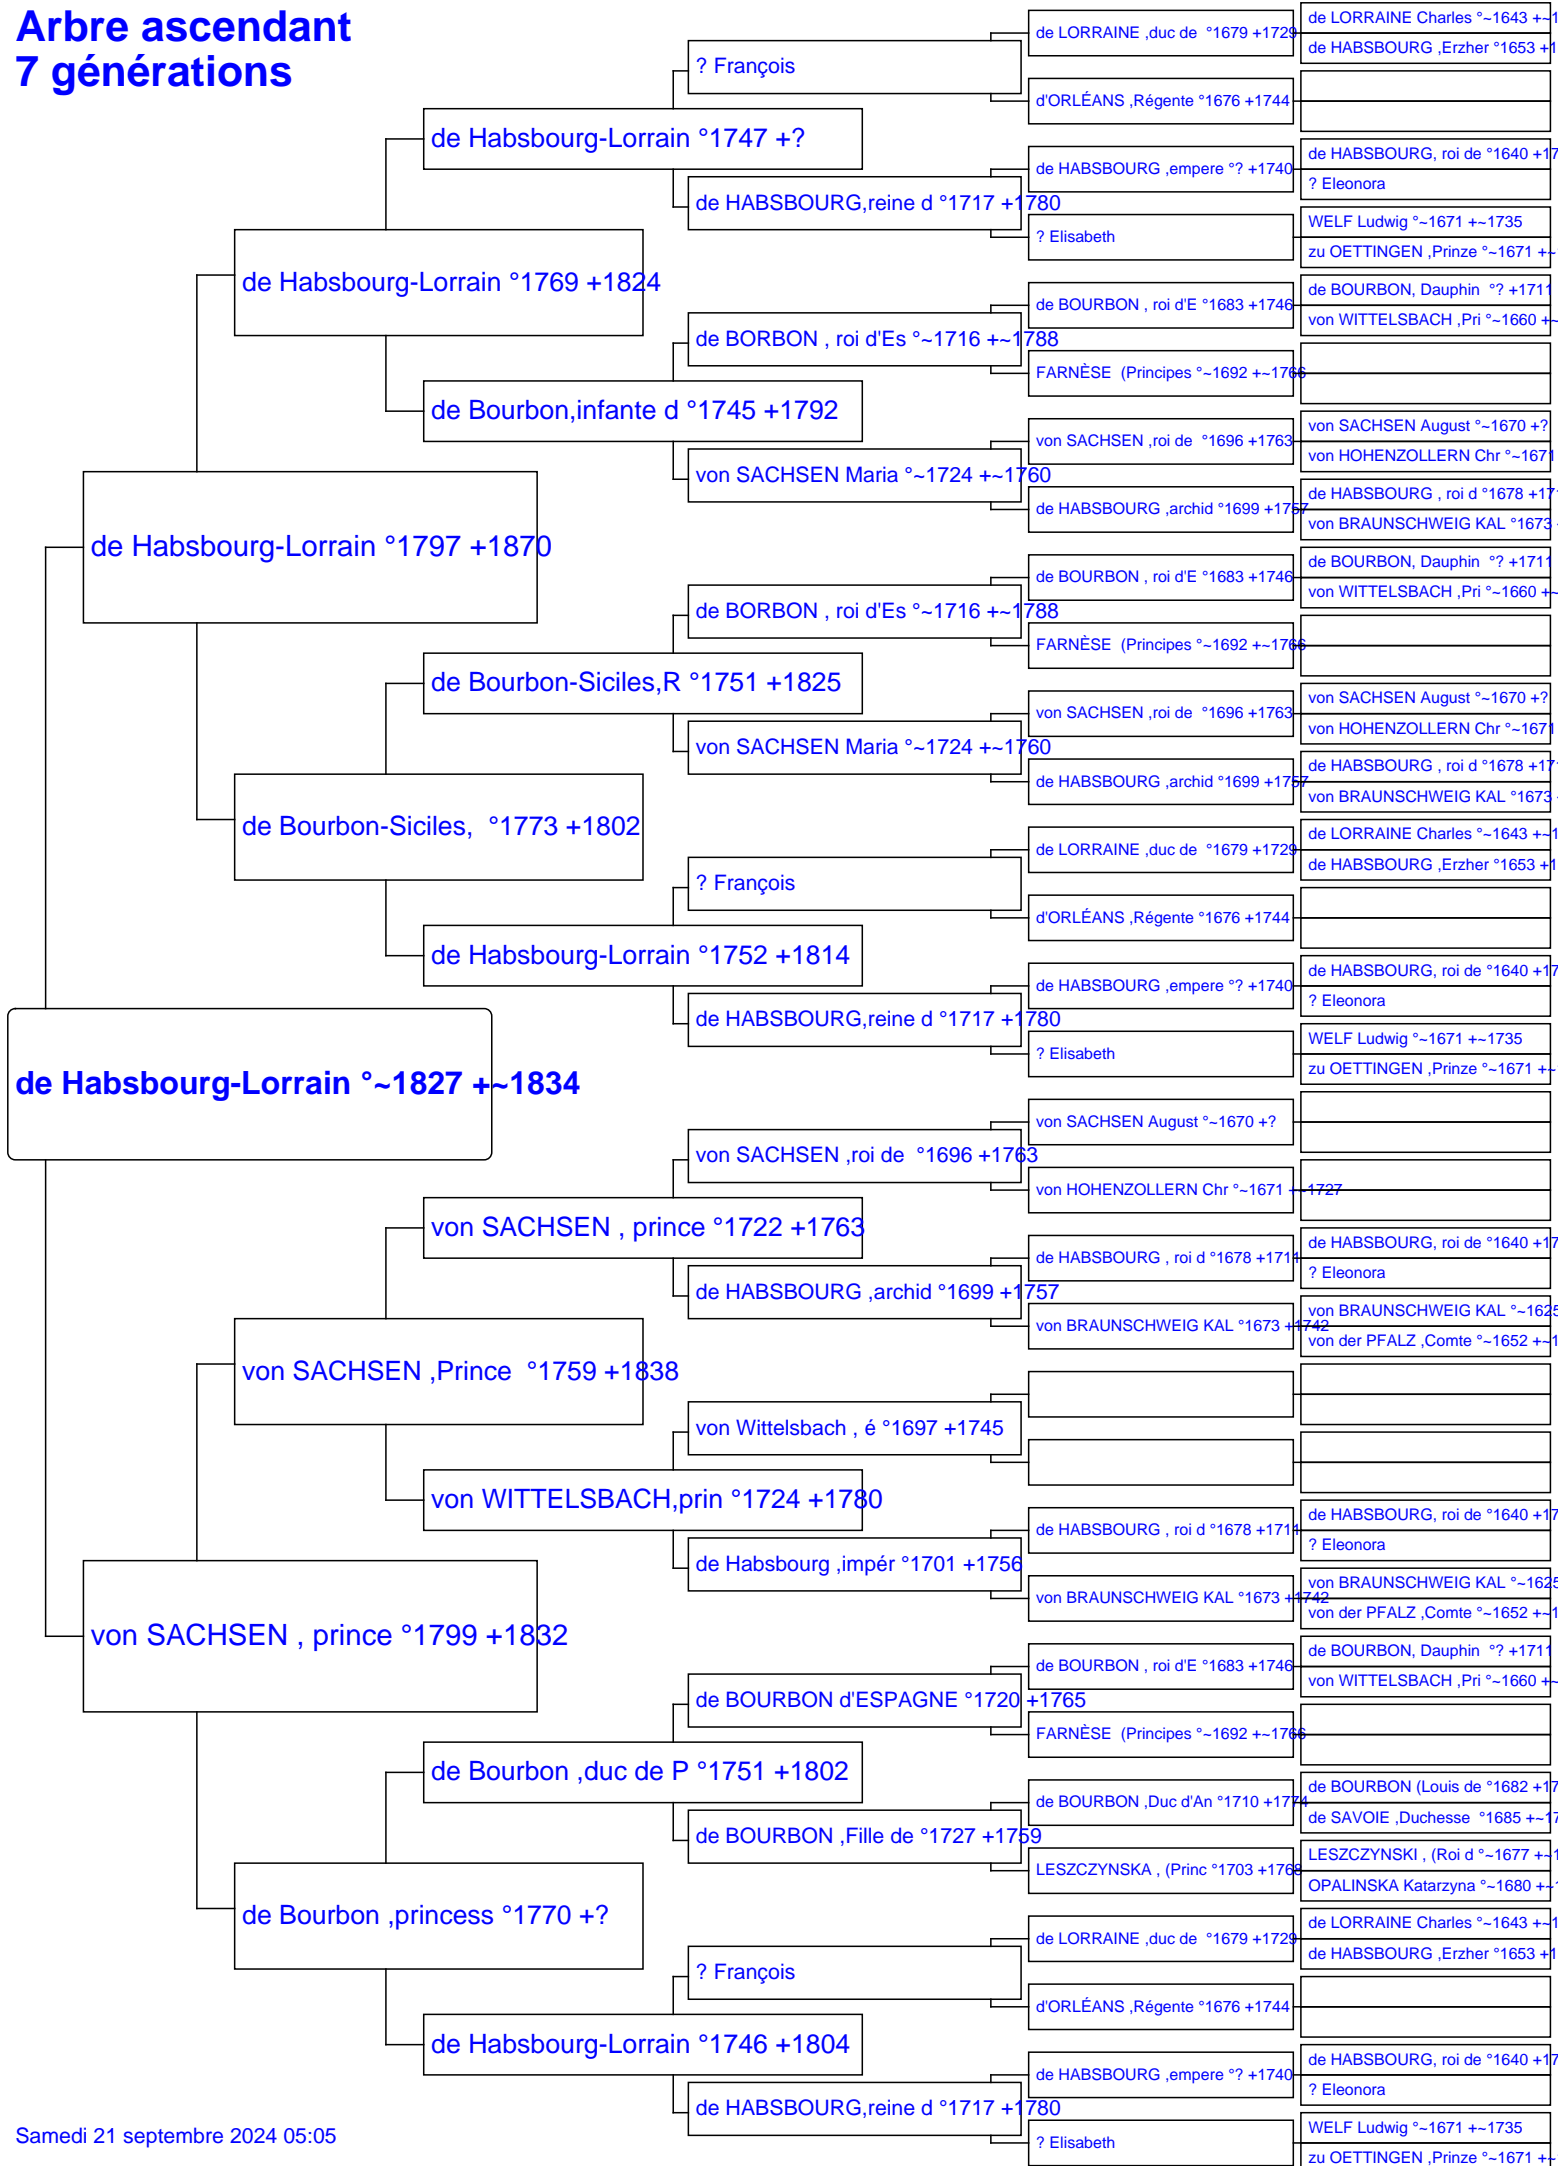 Arbre ascendant
7 générations
de Habsbourg-Lorrain °~1827 +~1834
de Habsbourg-Lorrain °1797 +1870
von SACHSEN , prince °1799 +1832
de Habsbourg-Lorrain °1769 +1824
de Bourbon-Siciles, °1773 +1802
von SACHSEN ,Prince °1759 +1838
de Bourbon ,princess °1770 +?
de Habsbourg-Lorrain °1747 +?
de Bourbon,infante d °1745 +1792
de Bourbon-Siciles,R °1751 +1825
de Habsbourg-Lorrain °1752 +1814
von SACHSEN , prince °1722 +1763
von WITTELSBACH,prin °1724 +1780
de Bourbon ,duc de P °1751 +1802
de Habsbourg-Lorrain °1746 +1804
? François
de HABSBOURG,reine d °1717 +1780
de BORBON , roi d'Es °~1716 +~1788
von SACHSEN Maria °~1724 +~1760
de BORBON , roi d'Es °~1716 +~1788
von SACHSEN Maria °~1724 +~1760
? François
de HABSBOURG,reine d °1717 +1780
von SACHSEN ,roi de °1696 +1763
de HABSBOURG ,archid °1699 +1757
von Wittelsbach , é °1697 +1745
de Habsbourg ,impér °1701 +1756
de BOURBON d'ESPAGNE °1720 +1765
de BOURBON ,Fille de °1727 +1759
? François
de HABSBOURG,reine d °1717 +1780
de LORRAINE ,duc de °1679 +1729
d'ORLÉANS ,Régente °1676 +1744
de HABSBOURG ,empere °? +1740
? Elisabeth
de BOURBON , roi d'E °1683 +1746
FARNÈSE (Principes °~1692 +~1766
von SACHSEN ,roi de °1696 +1763
de HABSBOURG ,archid °1699 +1757
de BOURBON , roi d'E °1683 +1746
FARNÈSE (Principes °~1692 +~1766
von SACHSEN ,roi de °1696 +1763
de HABSBOURG ,archid °1699 +1757
de LORRAINE ,duc de °1679 +1729
d'ORLÉANS ,Régente °1676 +1744
de HABSBOURG ,empere °? +1740
? Elisabeth
von SACHSEN August °~1670 +?
von HOHENZOLLERN Chr °~1671 +~1727
de HABSBOURG , roi d °1678 +1711
von BRAUNSCHWEIG KAL °1673 +1742
de HABSBOURG , roi d °1678 +1711
von BRAUNSCHWEIG KAL °1673 +1742
de BOURBON , roi d'E °1683 +1746
FARNÈSE (Principes °~1692 +~1766
de BOURBON ,Duc d'An °1710 +1774
LESZCZYNSKA , (Princ °1703 +1768
de LORRAINE ,duc de °1679 +1729
d'ORLÉANS ,Régente °1676 +1744
de HABSBOURG ,empere °? +1740
? Elisabeth
de LORRAINE Charles °~1643 +~1
de HABSBOURG ,Erzher °1653 +1
de HABSBOURG, roi de °1640 +17
? Eleonora
WELF Ludwig °~1671 +~1735
zu OETTINGEN ,Prinze °~1671 +~
de BOURBON, Dauphin °? +1711
von WITTELSBACH ,Pri °~1660 +~
von SACHSEN August °~1670 +?
von HOHENZOLLERN Chr °~1671
de HABSBOURG , roi d °1678 +171
von BRAUNSCHWEIG KAL °1673 +
de BOURBON, Dauphin °? +1711
von WITTELSBACH ,Pri °~1660 +~
von SACHSEN August °~1670 +?
von HOHENZOLLERN Chr °~1671
de HABSBOURG , roi d °1678 +171
von BRAUNSCHWEIG KAL °1673 +
de LORRAINE Charles °~1643 +~1
de HABSBOURG ,Erzher °1653 +1
de HABSBOURG, roi de °1640 +17
? Eleonora
WELF Ludwig °~1671 +~1735
zu OETTINGEN ,Prinze °~1671 +~
de HABSBOURG, roi de °1640 +17
? Eleonora
von BRAUNSCHWEIG KAL °~1625
von der PFALZ ,Comte °~1652 +~1
de HABSBOURG, roi de °1640 +17
? Eleonora
von BRAUNSCHWEIG KAL °~1625
von der PFALZ ,Comte °~1652 +~1
de BOURBON, Dauphin °? +1711
von WITTELSBACH ,Pri °~1660 +~
de BOURBON (Louis de °1682 +17
de SAVOIE ,Duchesse °1685 +~17
LESZCZYNSKI , (Roi d °~1677 +~1
OPALINSKA Katarzyna °~1680 +~1
de LORRAINE Charles °~1643 +~1
de HABSBOURG ,Erzher °1653 +1
de HABSBOURG, roi de °1640 +17
? Eleonora
WELF Ludwig °~1671 +~1735
zu OETTINGEN ,Prinze °~1671 +~
Samedi 21 septembre 2024 05:05